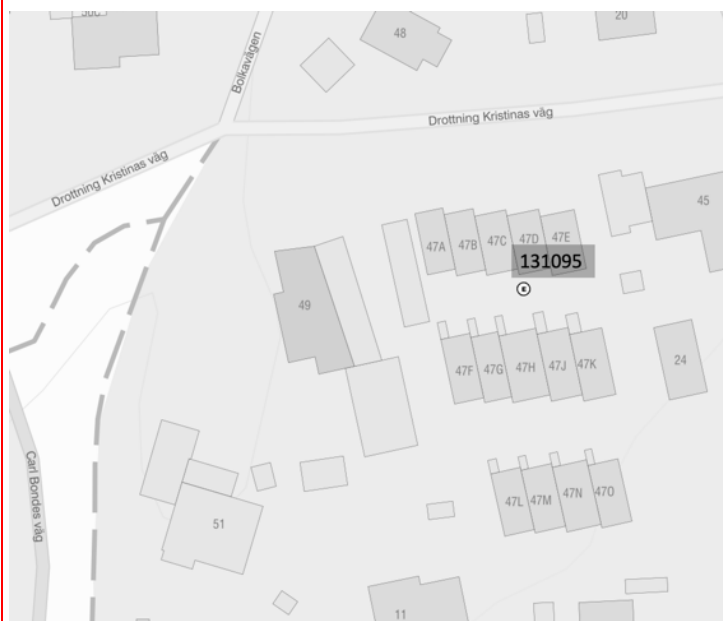 20
48
Bolkavägen
Drottning Kristinas väg
Drottning Kristinas väg
45
47A
47B
47C
47D
47E
131095
49
47F
47G
47H
47J
47K
24
47L
47M
47N
47O
Carl Bondes väg
51
11